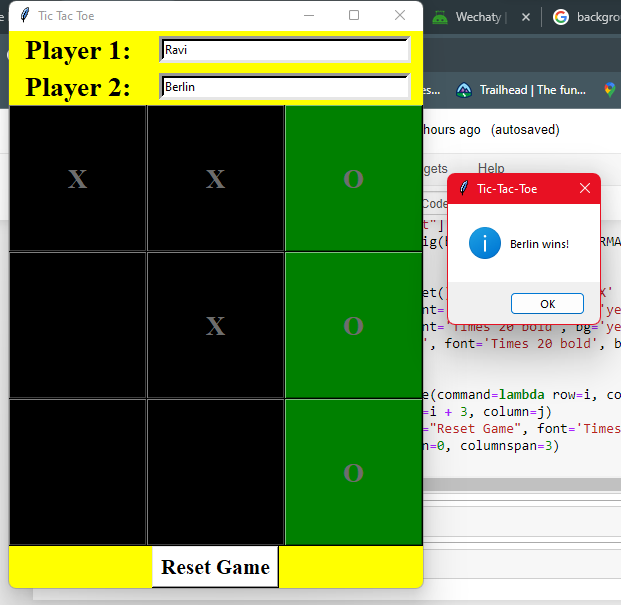 Tic Tac Toe
Wechaty |
backgro
Player 1:
Ravi
Player 2:
Berlin
es...
Trailhead | The fun...
hours ago (autosaved)
gets Help
Code
X X O
X O
O
Tic-Tac-Toe
Berlin wins!
OK
t"]
ig(b
RMA
et(
X'
nt=
'ye
nt='Times 20 bold', bg='ye
', font='Times 20 bold', b
e(command=lambda row=i, co
=i + 3, column=j)
="Reset Game", font='Times
n=0, columnspan=3)
Reset Game